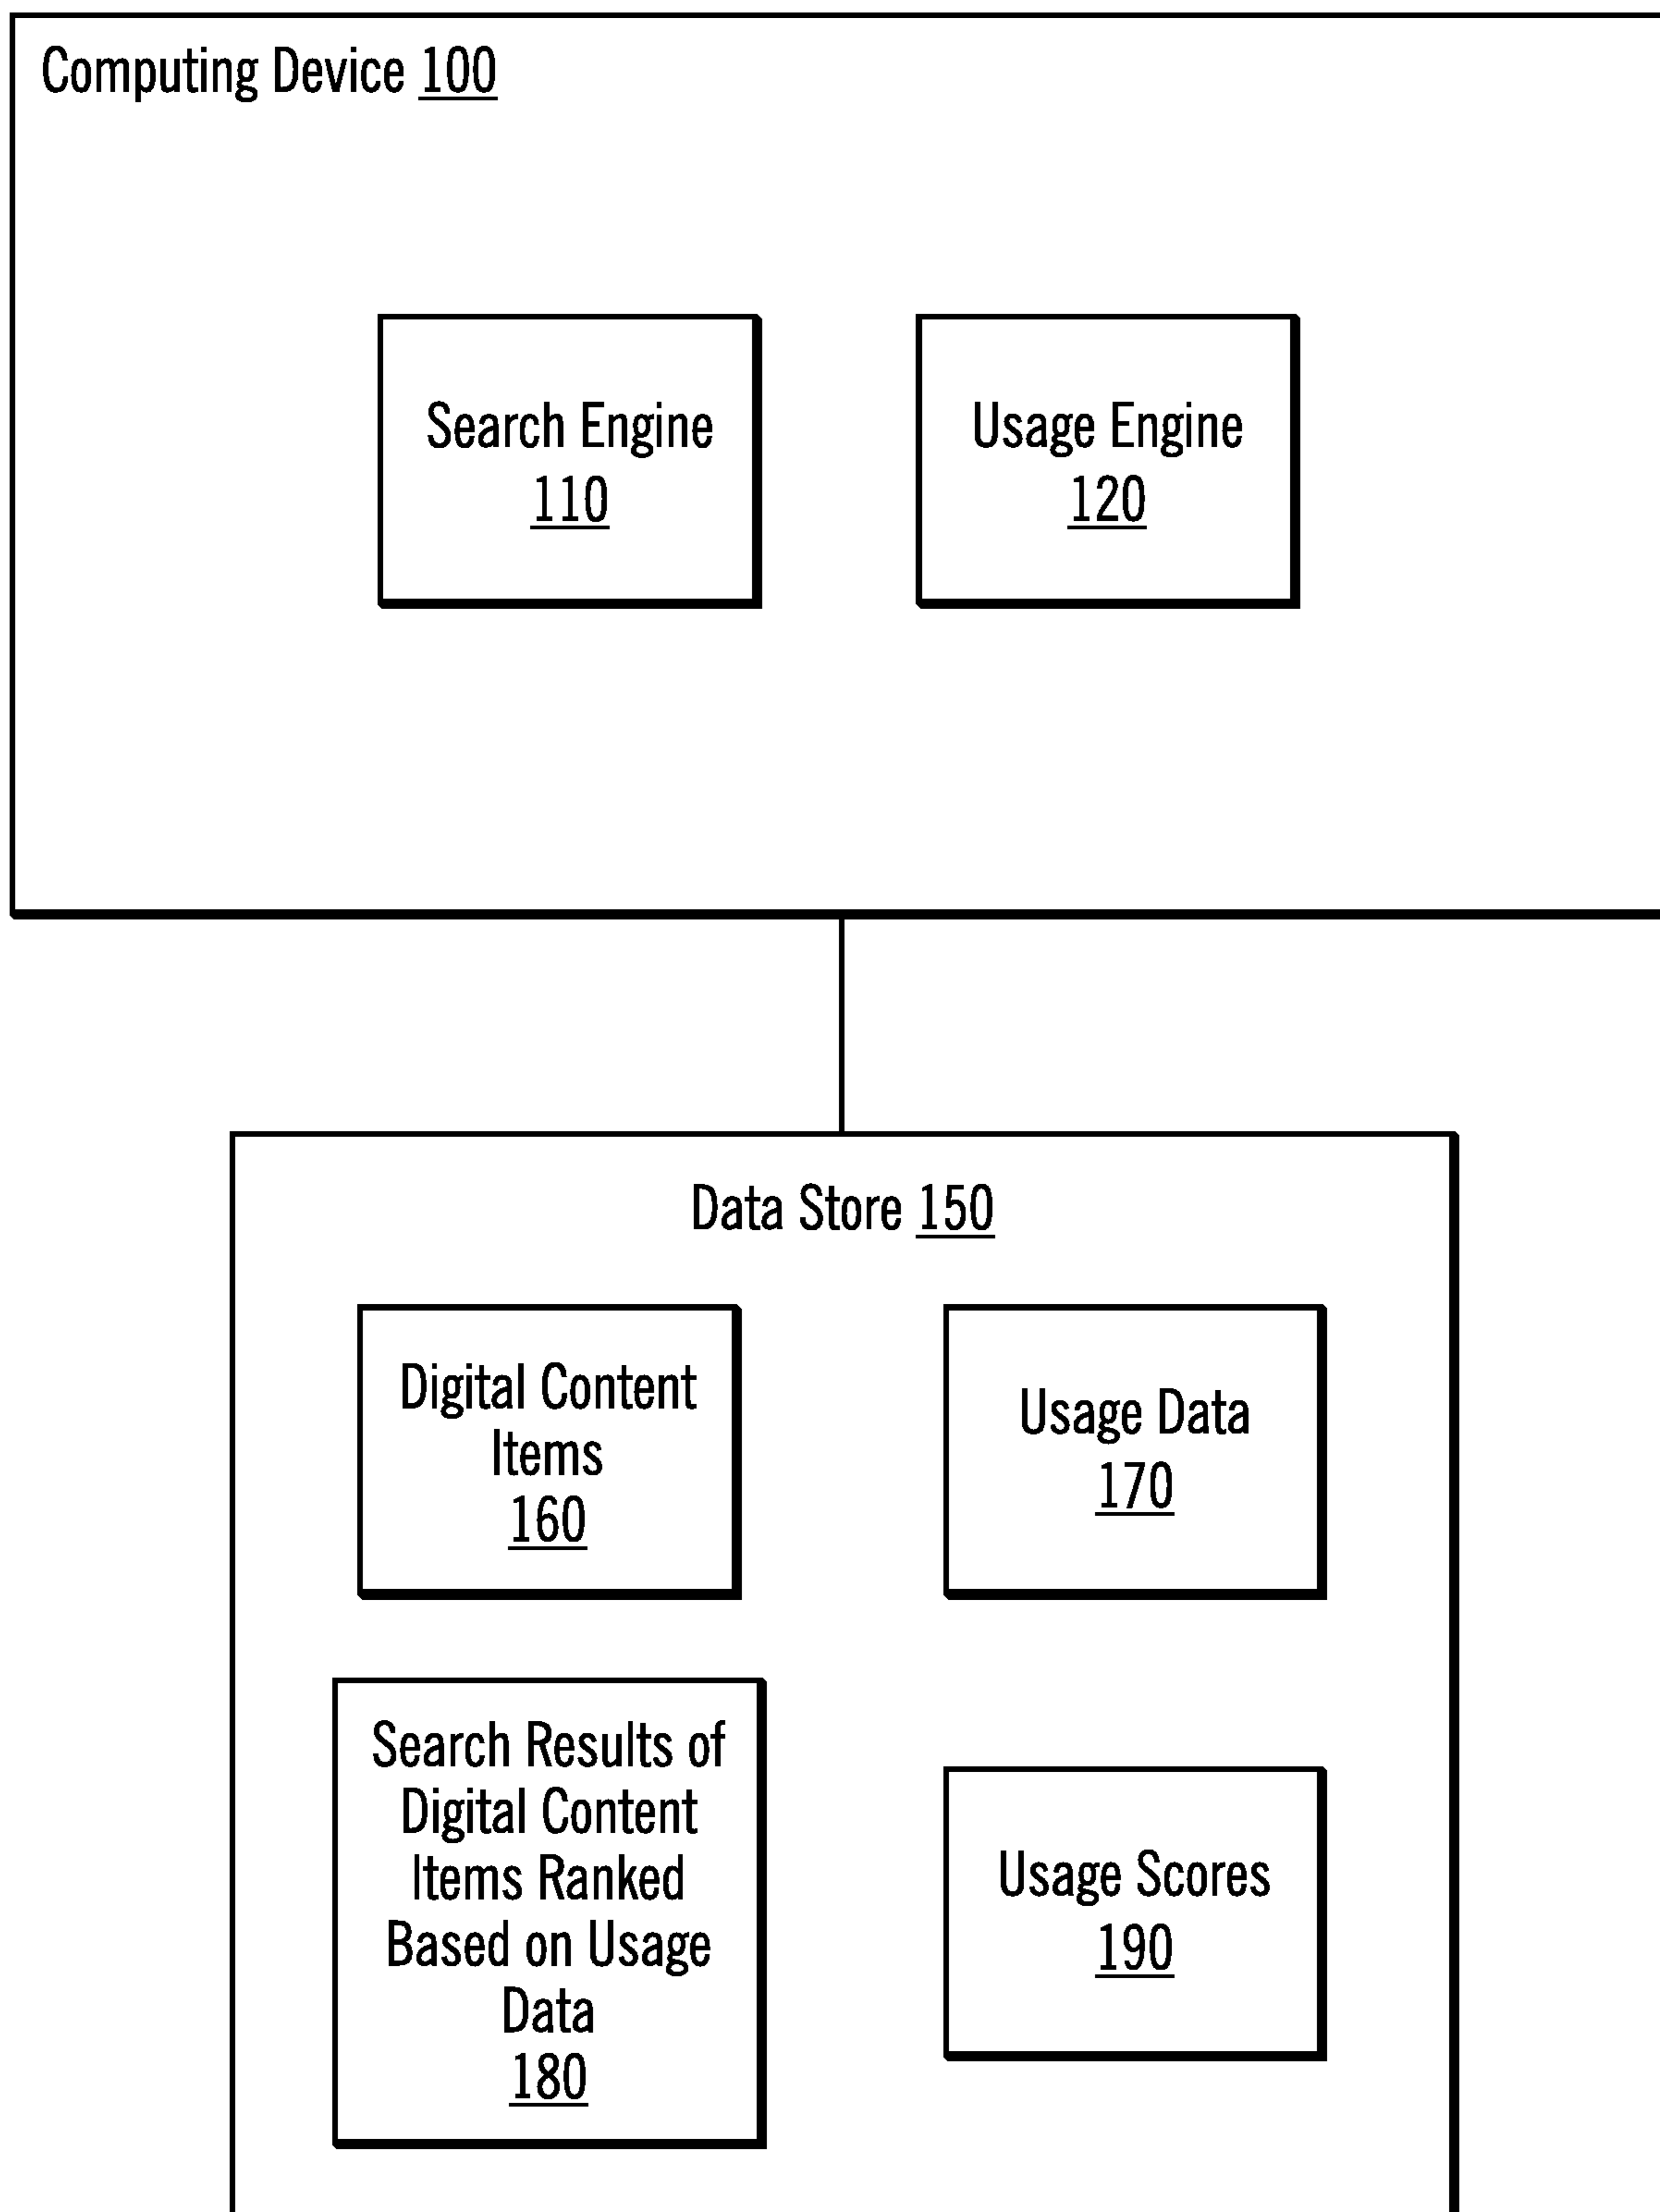 Computing Device 100
Search Engine
110
Usage Engine
120
Data Store 150
Digital Content
Items
160
Usage Data
170
Search Results of
Digital Content
Items Ranked
Based on Usage
Data
180
Usage Scores
190